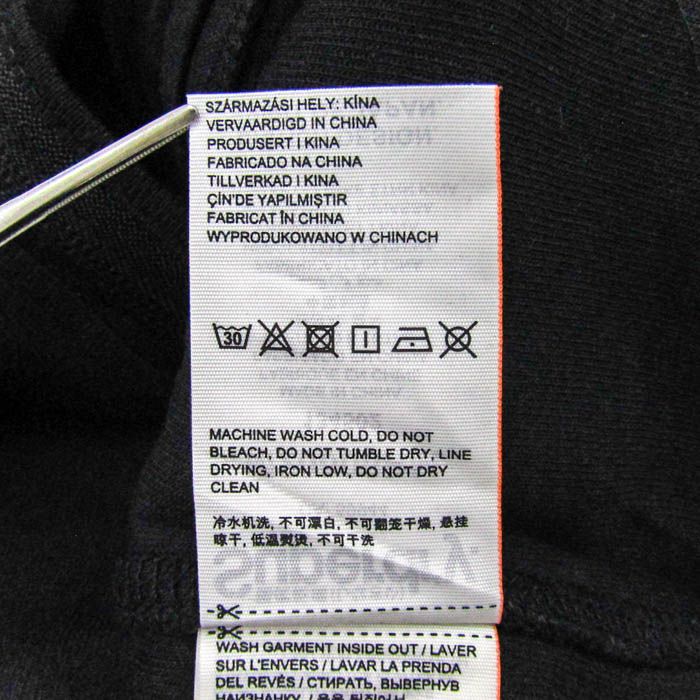 SZÁRMAZÁSI HELY: KÍNA
VERVAARDIGD IN CHINA
PRODUSERT I KINA
FABRICADO NA CHINA
TILLVERKAD I KINA
ÇİN'DE YAPILMIŞTIR
FABRICAT ÎN CHINA
WYPRODUKOWANO W CHINACH
30
MACHINE WASH COLD, DO NOT
BLEACH, DO NOT TUMBLE DRY, LINE
DRYING, IRON LOW, DO NOT DRY
CLEAN
冷水机洗, 不可漂白, 不可翻笼干燥, 悬挂
晾干, 低温熨烫, 不可干洗
WASH GARMENT INSIDE OUT / LAVER
SUR L'ENVERS / LAVAR LA PRENDA
DEL REVÉS / СТИРАТЬ, ВЫВЕРНУВ
НАИЗНАНКУ /